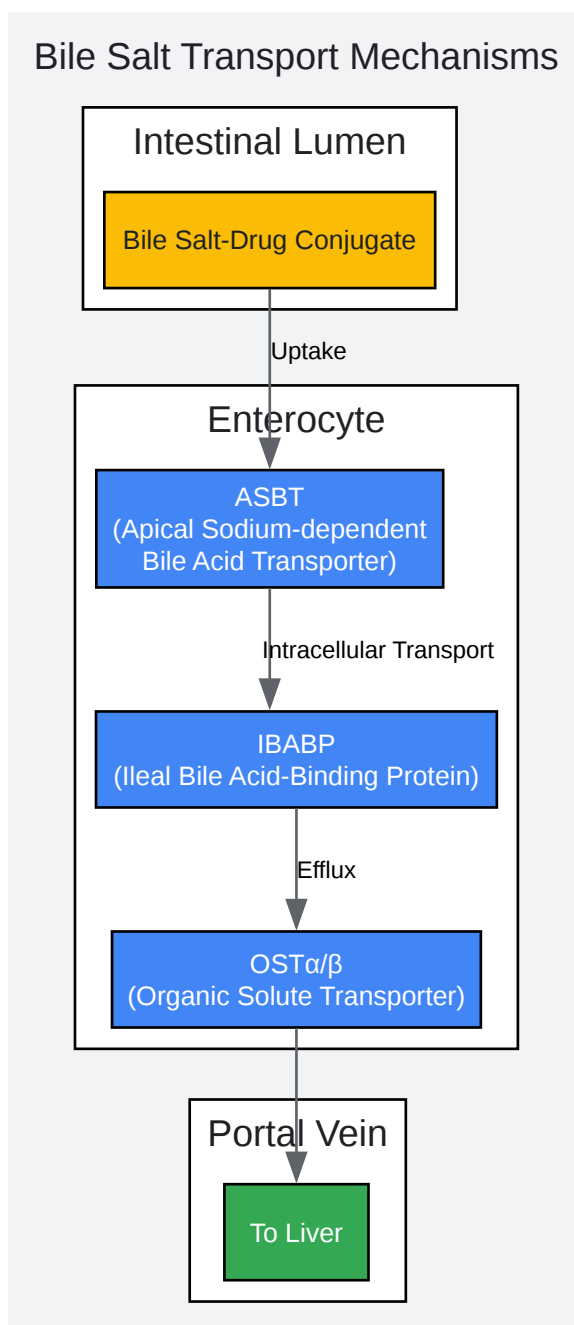 Bile Salt Transport Mechanisms
Intestinal Lumen
Bile Salt-Drug Conjugate
Uptake
Enterocyte
ASBT
(Apical Sodium-dependent
Bile Acid Transporter)
Intracellular Transport
IBABP
(Ileal Bile Acid-Binding Protein)
Efflux
OSTα/β
(Organic Solute Transporter)
Portal Vein
To Liver